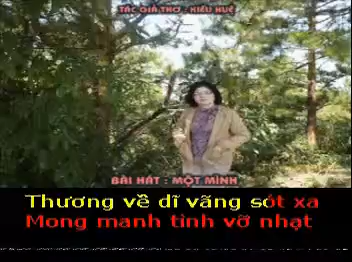 TÁC GIẢ THƠ : KIỀU HUỆ
BÀI HÁT : MỘT MÌNH
Thương về dĩ vãng sót xa
Mong manh tình vỡ nhạt